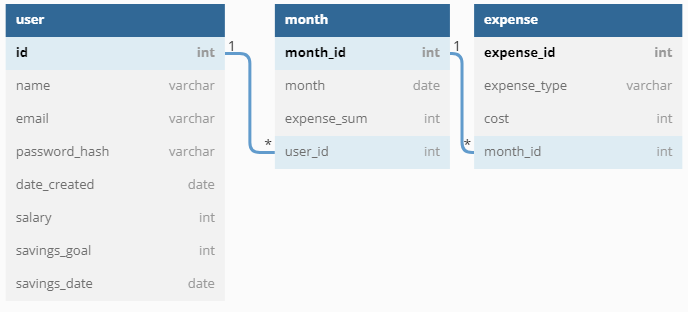 user
id int
name varchar
email varchar
password_hash varchar
date_created date
salary int
savings_goal int
savings_date date
1
*
month
month_id int
month date
expense_sum int
user_id int
1
*
expense
expense_id int
expense_type varchar
cost int
month_id int